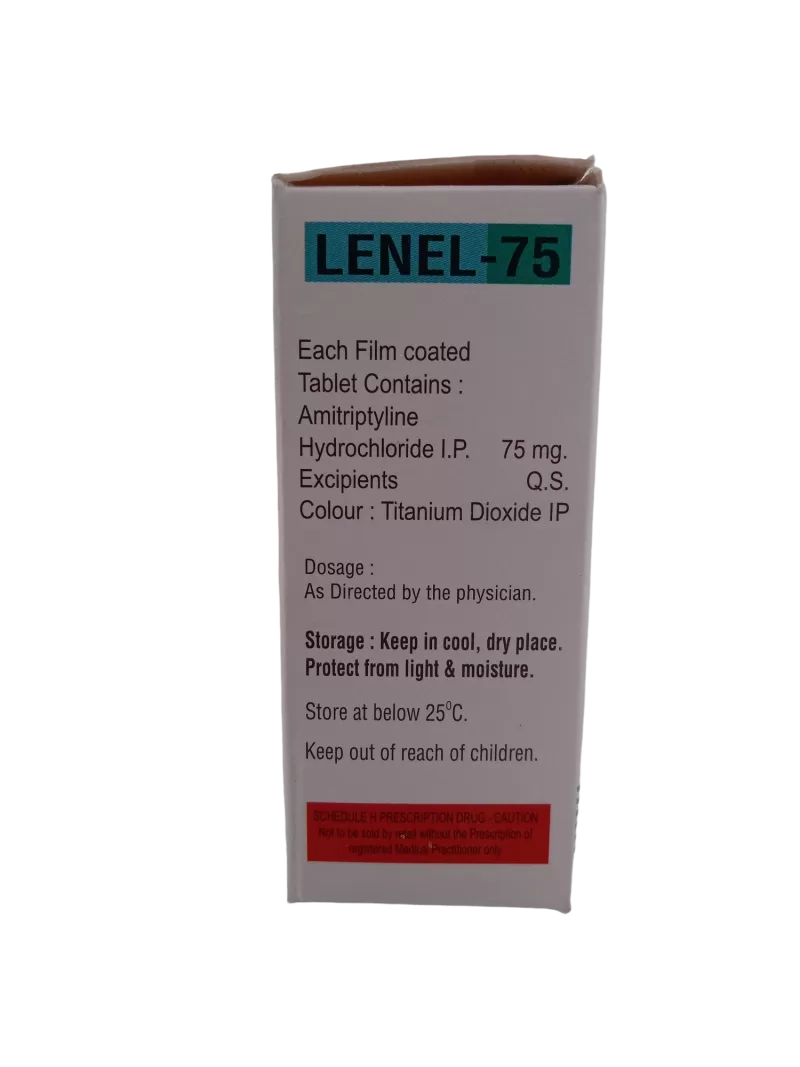 LENEL-75
Each Film coated
Tablet Contains :
Amitriptyline
Hydrochloride I.P. 75 mg.
Excipients Q.S.
Colour : Titanium Dioxide IP
Dosage :
As Directed by the physician.
Storage : Keep in cool, dry place.
Protect from light & moisture.
Store at below 25°C.
Keep out of reach of children.
SCHEDULE H PRESCRIPTION DRUG - CAUTION
Not to be sold by retail without the Prescription of
registered Medical Practitioner only